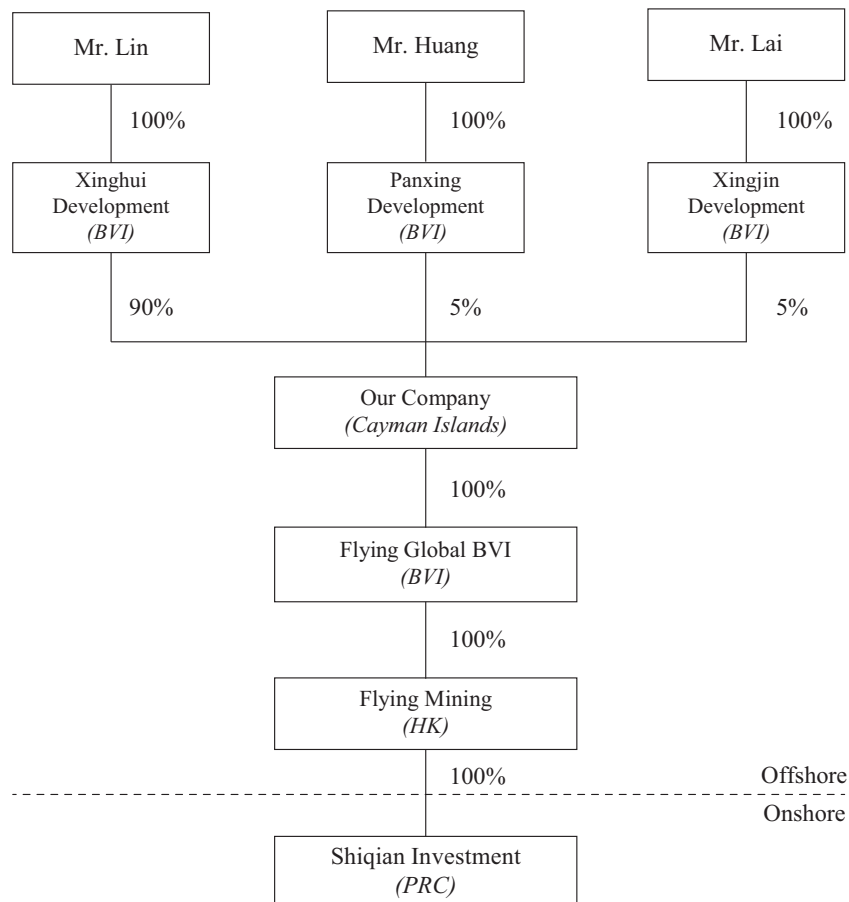 Mr. Lin
Mr. Huang
Mr. Lai
100%
100%
100%
Xinghui
Development
(BVI)
Panxing
Development
(BVI)
Xingjin
Development
(BVI)
90%
5%
5%
Our Company
(Cayman Islands)
100%
Flying Global BVI
(BVI)
100%
Flying Mining
(HK)
100%
Offshore
Onshore
Shiqian Investment
(PRC)